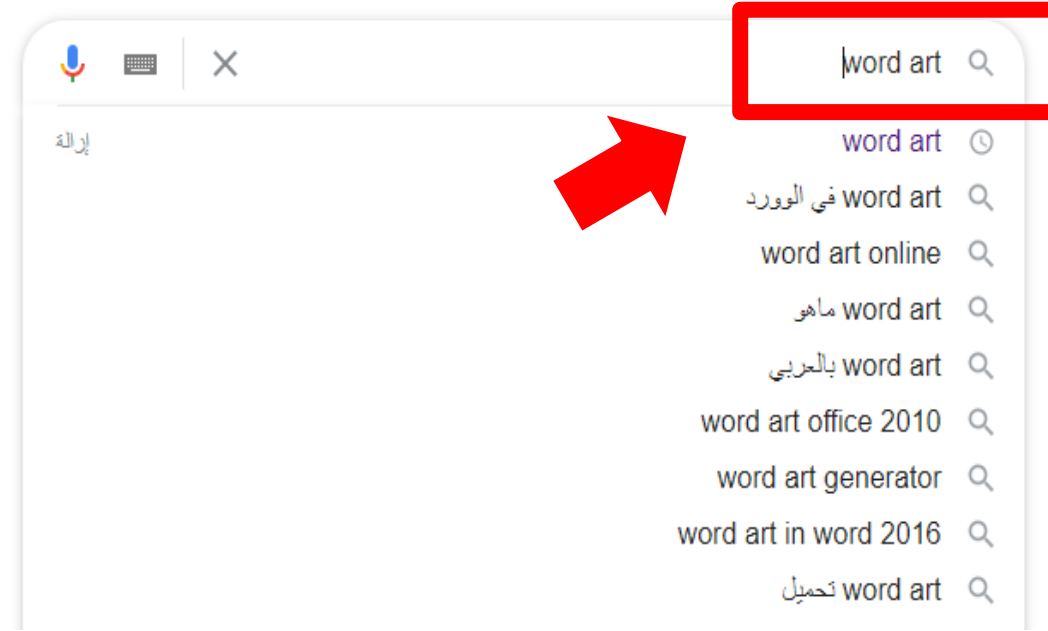 word art
word art
إزالة
word art في الوورد
word art online
word art ماهو
word art بالعربي
word art office 2010
word art generator
word art in word 2016
word art تحميل